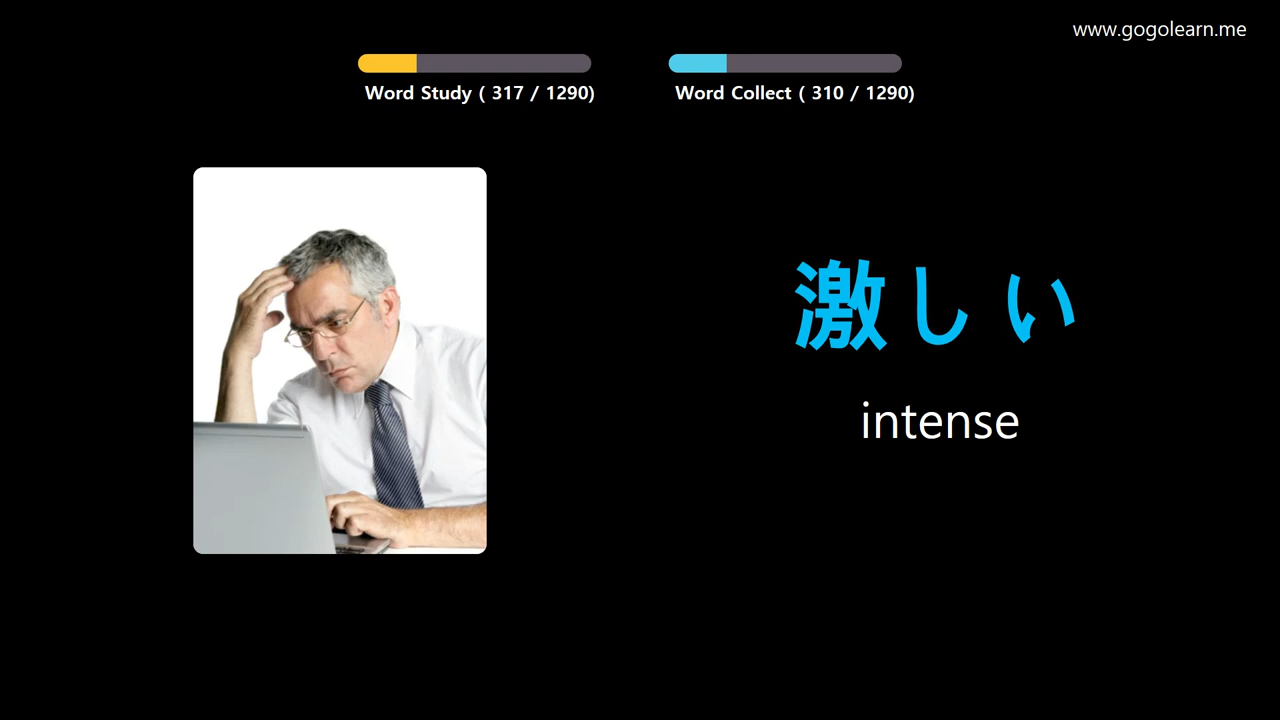 www.gogolearn.me
Word Study ( 317 / 1290)
Word Collect ( 310 / 1290)
激しい
intense